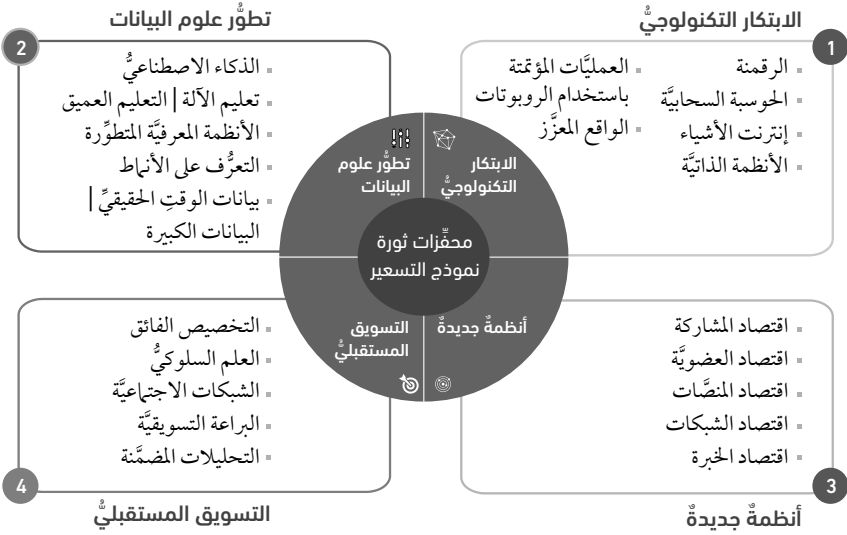 الابتكار التكنولوجيُّ
1
الرقمنة
الحوسبة السحابيَّة
إنترنت الأشياء
الأنظمة الذاتيَّة
العمليَّات المؤتمتة
باستخدام الروبوتات
الواقع المعزَّز
تطوُّر علوم البيانات
2
الذكاء الاصطناعيُّ
تعليم الآلة | التعليم العميق
الأنظمة المعرفيَّة المتطوِّرة
التعرُّف على الأنماط
بيانات الوقتِ الحقيقيِّ |
البيانات الكبيرة
الابتكار
التكنولوجيُّ
تطوُّر علوم
البيانات
محفِّزات ثورة
نموذج التسعير
أنظمةٌ جديدةٌ
التسويق
المستقبليُّ
اقتصاد المشاركة
اقتصاد العضويَّة
اقتصاد المنصَّات
اقتصاد الشبكات
اقتصاد الخبرة
3
أنظمةٌ جديدةٌ
التخصيص الفائق
العلم السلوكيُّ
الشبكات الاجتماعيَّة
البراعة التسويقيَّة
التحليلات المضمَّنة
4
التسويق المستقبليُّ